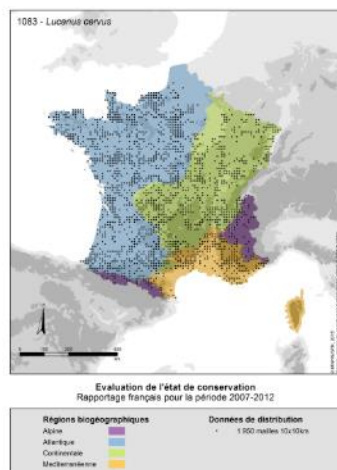 1083 - Lucanus cervus
Evaluation de l'état de conservation
Rapportage français pour la période 2007-2012
Régions biogéographiques
Alpine
Atlantique
Continentale
Méditerranéenne
Données de distribution
1 950 mailles 10x10km